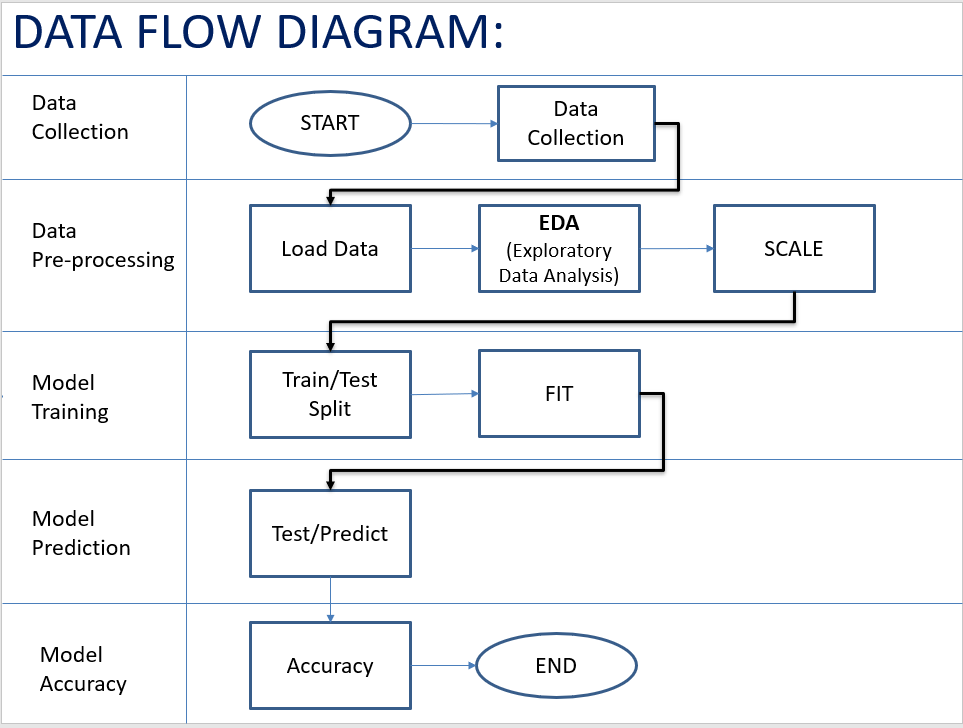 DATA FLOW DIAGRAM:
Data
Collection
START
Data
Collection
Data
Pre-processing
Load Data
EDA
(Exploratory
Data Analysis)
SCALE
Model
Training
Train/Test
Split
FIT
Model
Prediction
Test/Predict
Model
Accuracy
Accuracy
END